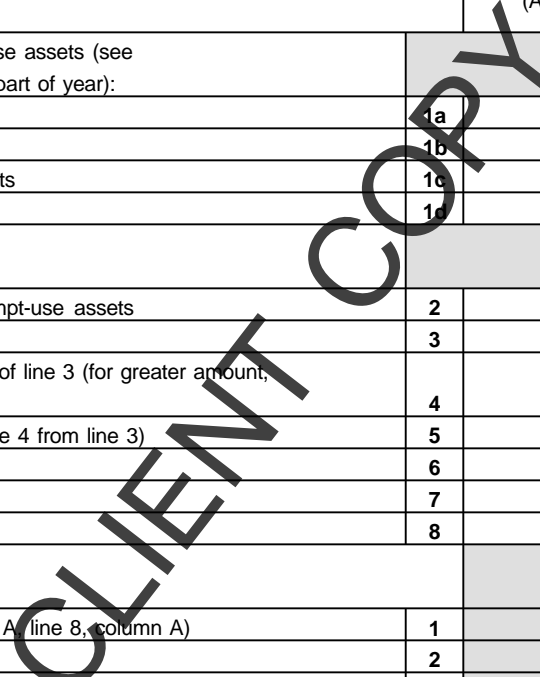 (A
se assets (see
part of year):
1a
1b
ts 1c
1d
mpt-use assets 2
3
of line 3 (for greater amount,
4
e 4 from line 3) 5
6
7
8
A, line 8, column A) 1
2
CLIENT COPY